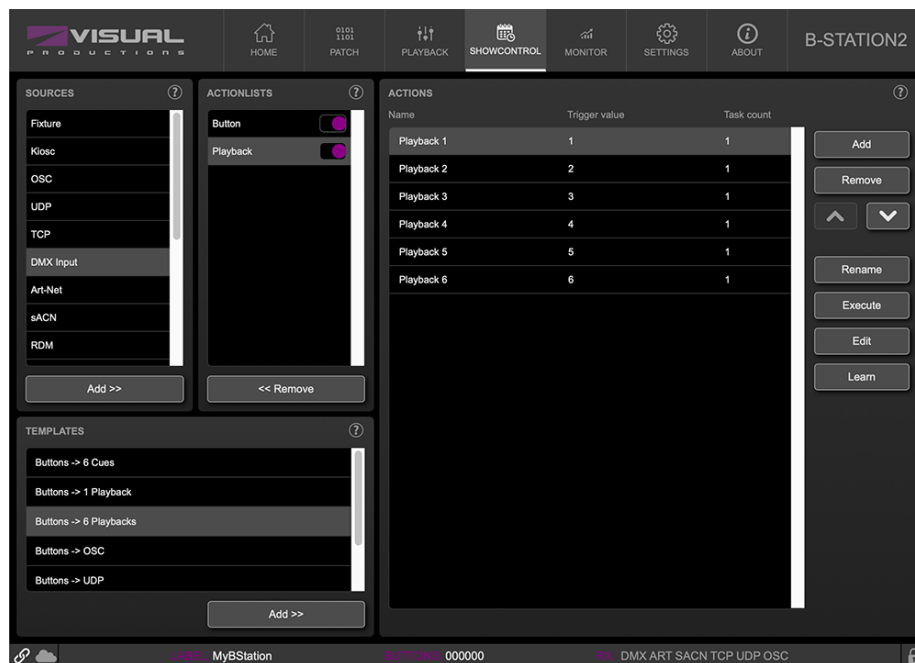 VISUAL
PRODUCTIONS
HOME
0101
1101
PATCH
PLAYBACK
SHOWCONTROL
MONITOR
SETTINGS
ABOUT
B-STATION2
SOURCES ?
Fixture
Kiosc
OSC
UDP
TCP
DMX Input
Art-Net
sACN
RDM
Add >>
ACTIONLISTS ?
Button
Playback
<< Remove
TEMPLATES ?
Buttons -> 6 Cues
Buttons -> 1 Playback
Buttons -> 6 Playbacks
Buttons -> OSC
Buttons -> UDP
Add >>
ACTIONS ?
Name Trigger value Task count
Playback 1 1 1
Playback 2 2 1
Playback 3 3 1
Playback 4 4 1
Playback 5 5 1
Playback 6 6 1
Add
Remove
Rename
Execute
Edit
Learn
MyBStation 000000 DMX ART SACN TCP UDP OSC